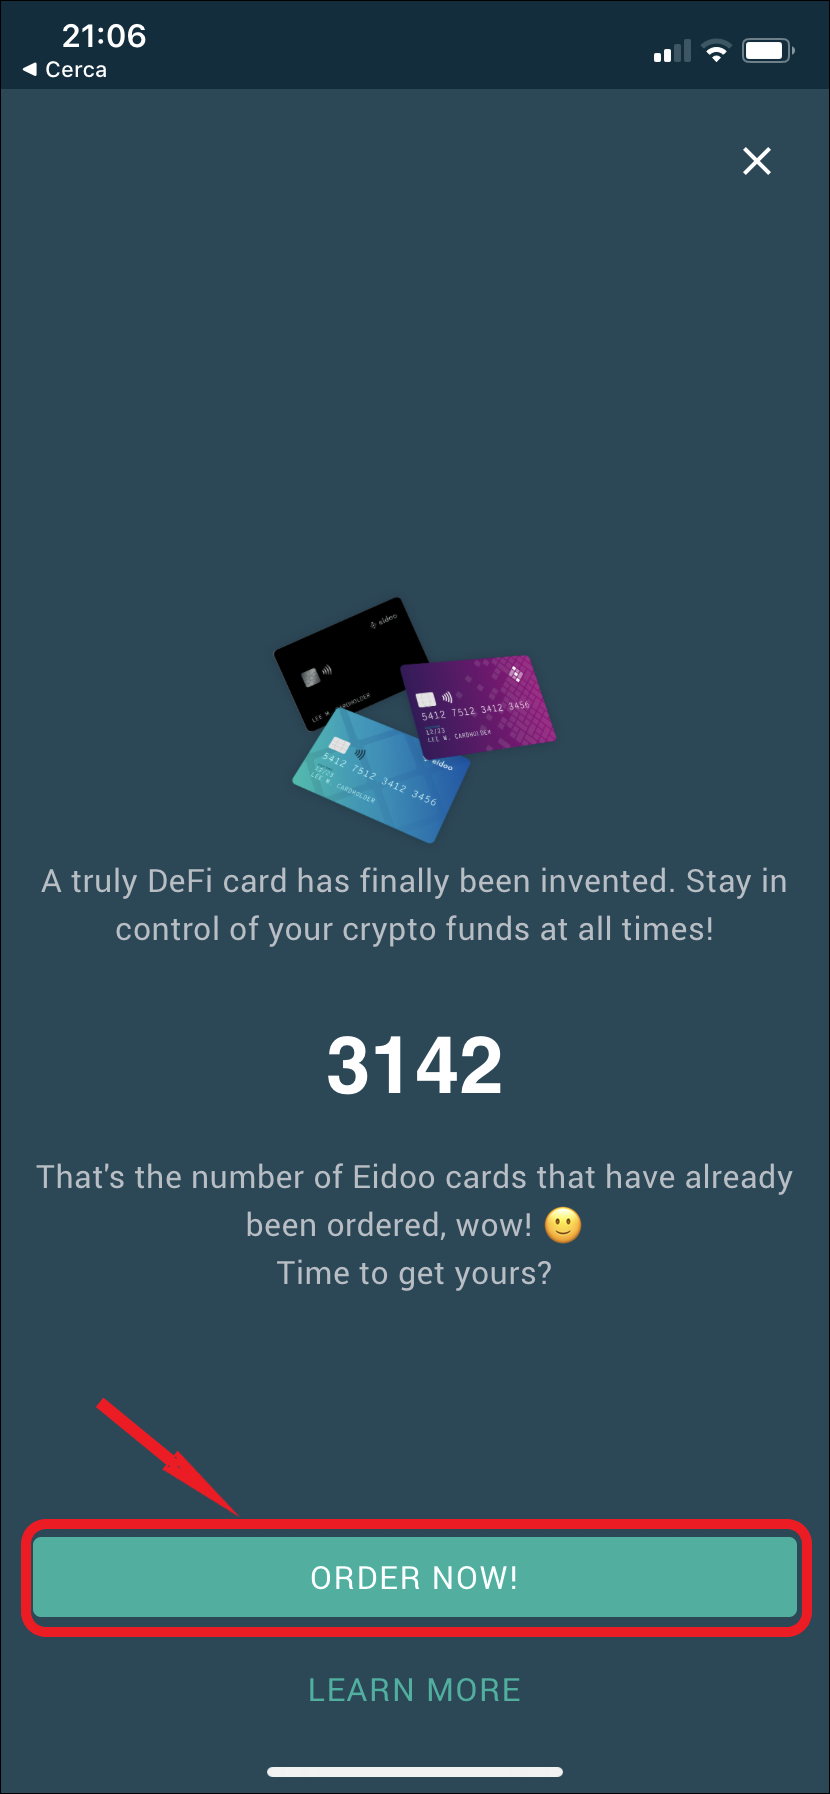 21:06
◀ Cerca
eidoo
LEE M. CARDHOLDER
5412 7512 3412 3456
12/23
LEE M. CARDHOLDER
eidoo
5412 7512 3412 3456
12/23
LEE M. CARDHOLDER
A truly DeFi card has finally been invented. Stay in
control of your crypto funds at all times!
3142
That's the number of Eidoo cards that have already
been ordered, wow! 🙂
Time to get yours?
ORDER NOW!
LEARN MORE